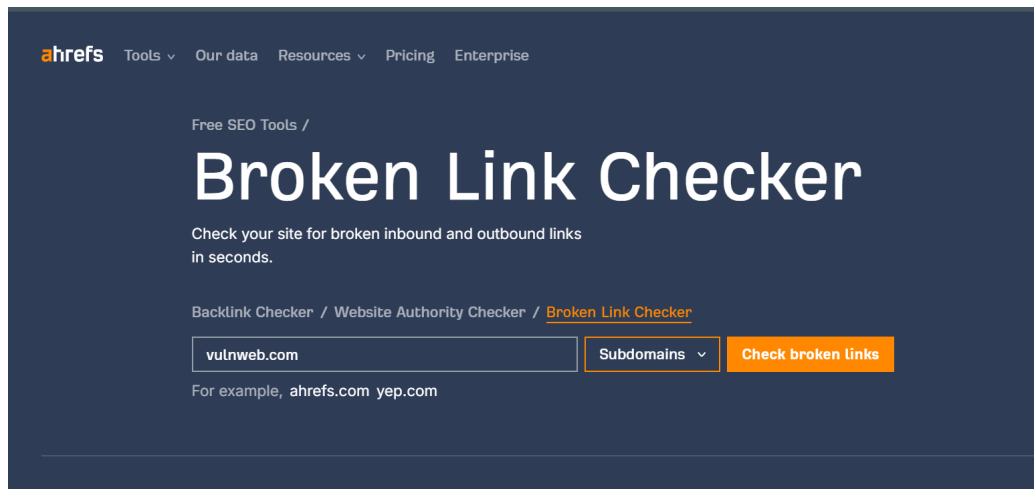 ahrefs Tools Our data Resources Pricing Enterprise
Free SEO Tools /
Broken Link Checker
Check your site for broken inbound and outbound links
in seconds.
Backlink Checker / Website Authority Checker / Broken Link Checker
vulnweb.com Subdomains Check broken links
For example, ahrefs.com yep.com